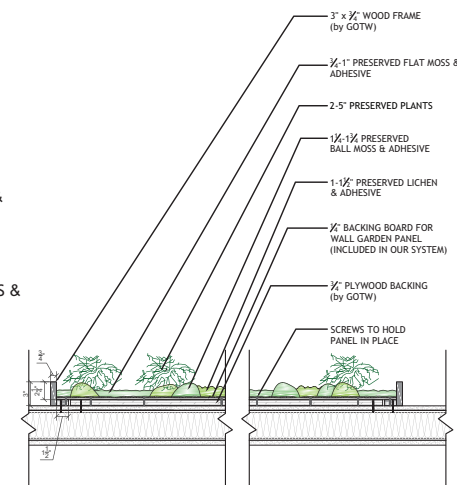 3" x ¾" WOOD FRAME
(by GOTW)
¾-1" PRESERVED FLAT MOSS &
ADHESIVE
2-5" PRESERVED PLANTS
1¼-1¾ PRESERVED
BALL MOSS & ADHESIVE
1-1½" PRESERVED LICHEN
& ADHESIVE
¼" BACKING BOARD FOR
WALL GARDEN PANEL
(INCLUDED IN OUR SYSTEM)
¾" PLYWOOD BACKING
(by GOTW)
SCREWS TO HOLD
PANEL IN PLACE
&
S &
3"